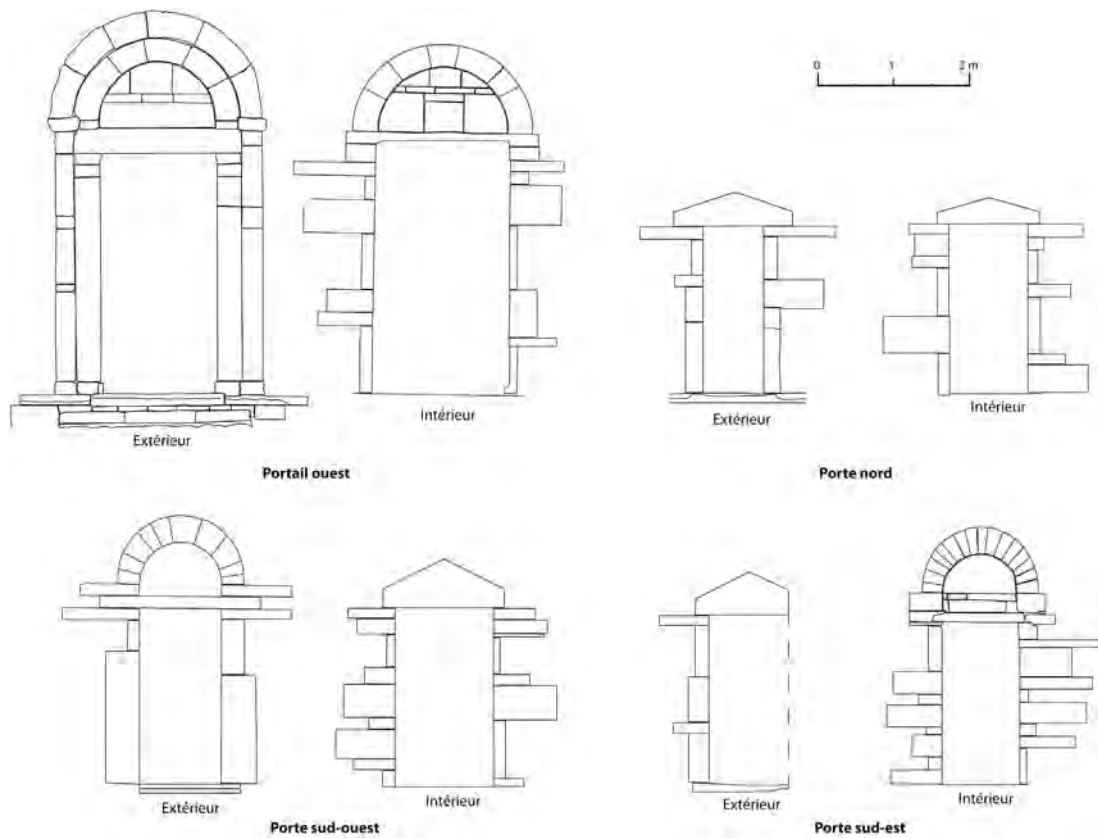 0 1 2 m
Extérieur
Intérieur
Portail ouest
Extérieur
Intérieur
Porte nord
Extérieur
Intérieur
Porte sud-ouest
Extérieur
Intérieur
Porte sud-est